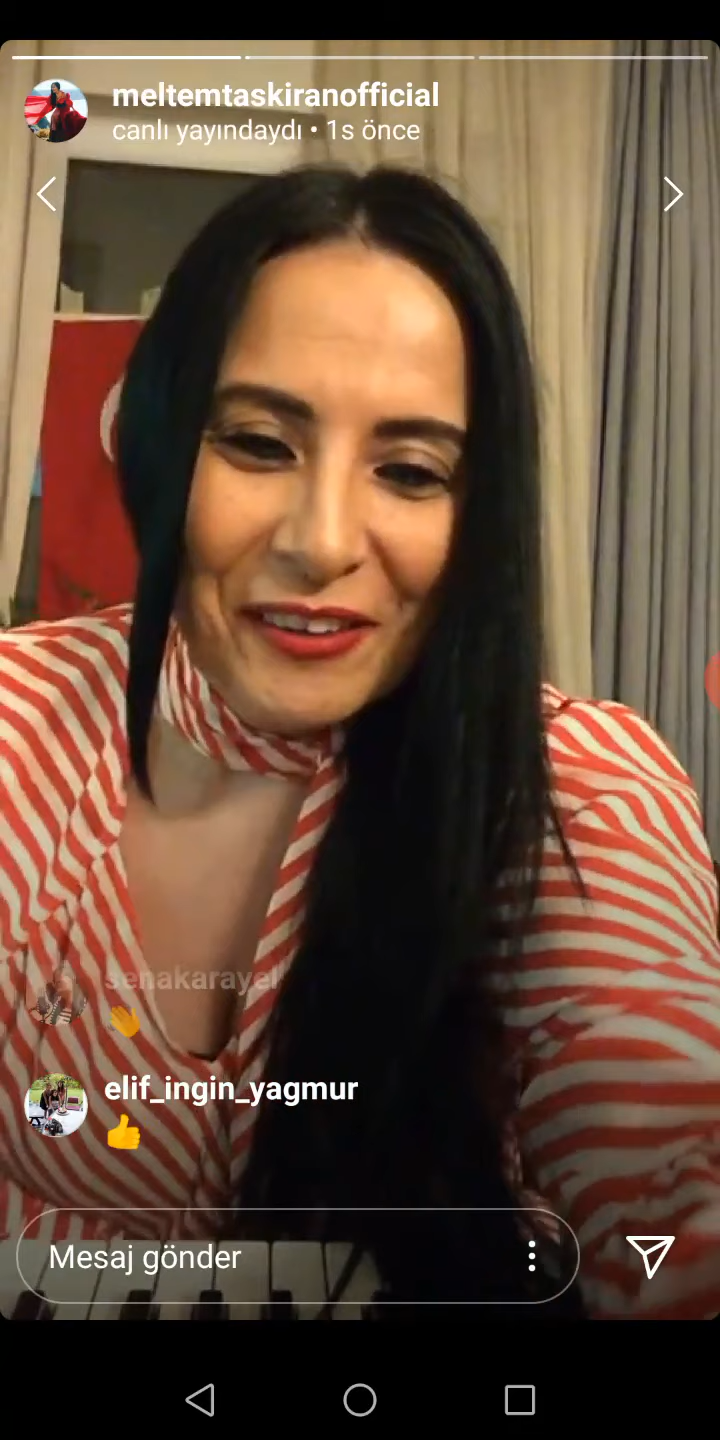 meltemtaskiranofficial
canlı yayındaydı • 1s önce
senakarayel
elif_ingin_yagmur
Mesaj gönder